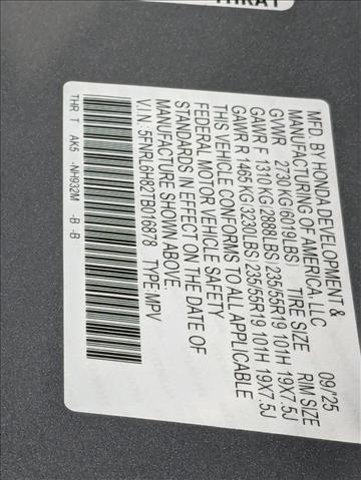 MFD. BY HONDA DEVELOPMENT & 09/25
MANUFACTURING OF AMERICA, LLC
GVWR 2730 KG(6019LBS) TIRE SIZE RIM SIZE
GAWR F 1310 KG(2888LBS) 235/55R19 101H 19X7.5J
GAWR R 1465 KG(3230LBS) 235/55R19 101H 19X7.5J
THIS VEHICLE CONFORMS TO ALL APPLICABLE
FEDERAL MOTOR VEHICLE SAFETY
STANDARDS IN EFFECT ON THE DATE OF
MANUFACTURE SHOWN ABOVE.
V.I.N. 5FNRL6H82TB016878 TYPE:MPV
THR T AK5 -NH932M -B -B